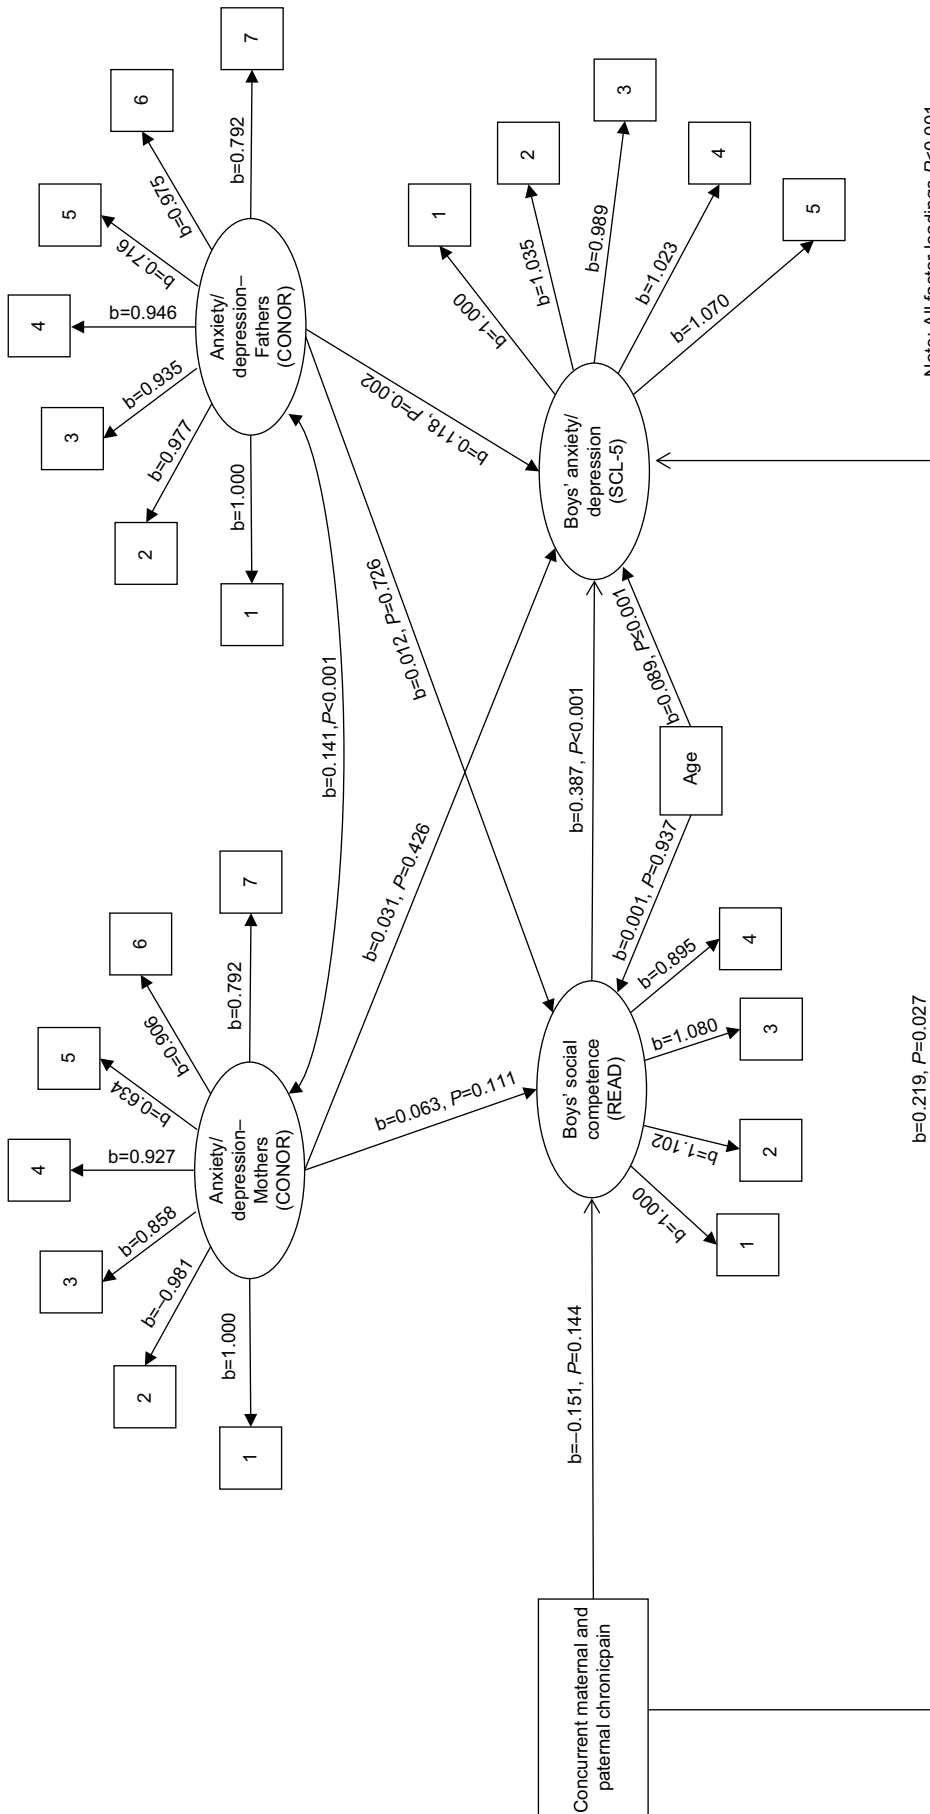 7
6
5
4
3
2
1
b=0.792
b=0.975
b=0.716
b=0.946
b=0.935
b=0.977
b=1.000
Anxiety/
depression–
Fathers
(CONOR)
1
2
3
4
5
b=1.000
b=1.035
b=0.989
b=1.023
b=1.070
Boys’ anxiety/
depression
(SCL-5)
Note: All factor loadings P<0.001
b=0.118, P=0.002
b=0.012, P=0.726
b=0.141, P<0.001
b=0.031, P=0.426
b=0.387, P<0.001
b=0.089, P≤0.001
Age
b=0.001, P=0.937
7
6
5
4
3
2
1
b=0.792
b=0.906
b=0.634
b=0.927
b=0.858
b=–0.981
b=1.000
Anxiety/
depression–
Mothers
(CONOR)
b=0.063, P=0.111
Boys’ social
competence
(READ)
b=0.895
b=1.080
b=1.102
b=1.000
4
3
2
1
b=0.219, P=0.027
b=–0.151, P=0.144
Concurrent maternal and
paternal chronicpain